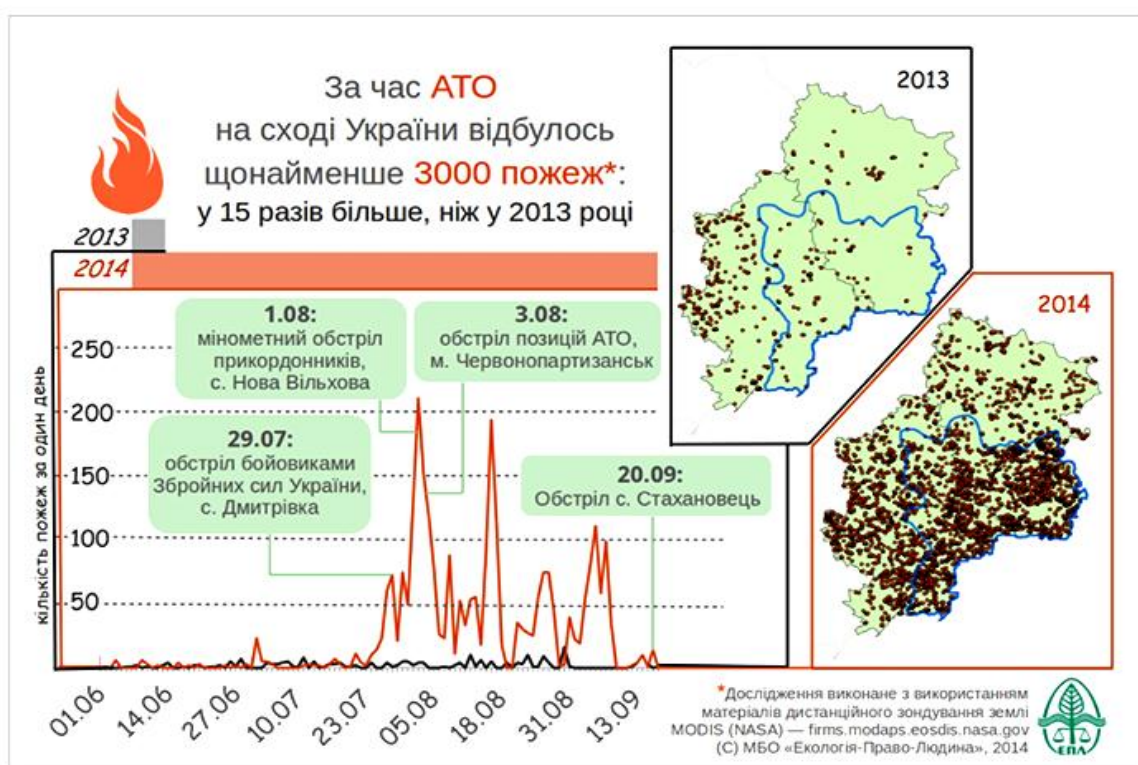 За час АТО
на сході України відбулось
щонайменше 3000 пожеж*:
у 15 разів більше, ніж у 2013 році
2013
2014
2013
2014
кількість пожеж за один день
250
200
150
100
50
1.08:
мінометний обстріл
прикордонників,
с. Нова Вільхова
3.08:
обстріл позицій АТО,
м. Червонопартизанськ
29.07:
обстріл бойовиками
Збройних сил України,
с. Дмитрівка
20.09:
Обстріл с. Стахановець
01.06
14.06
27.06
10.07
23.07
05.08
18.08
31.08
13.09
*Дослідження виконане з використанням
матеріалів дистанційного зондування землі
MODIS (NASA) — firms.modaps.eosdis.nasa.gov
(С) МБО «Екологія-Право-Людина», 2014
ЕПЛ